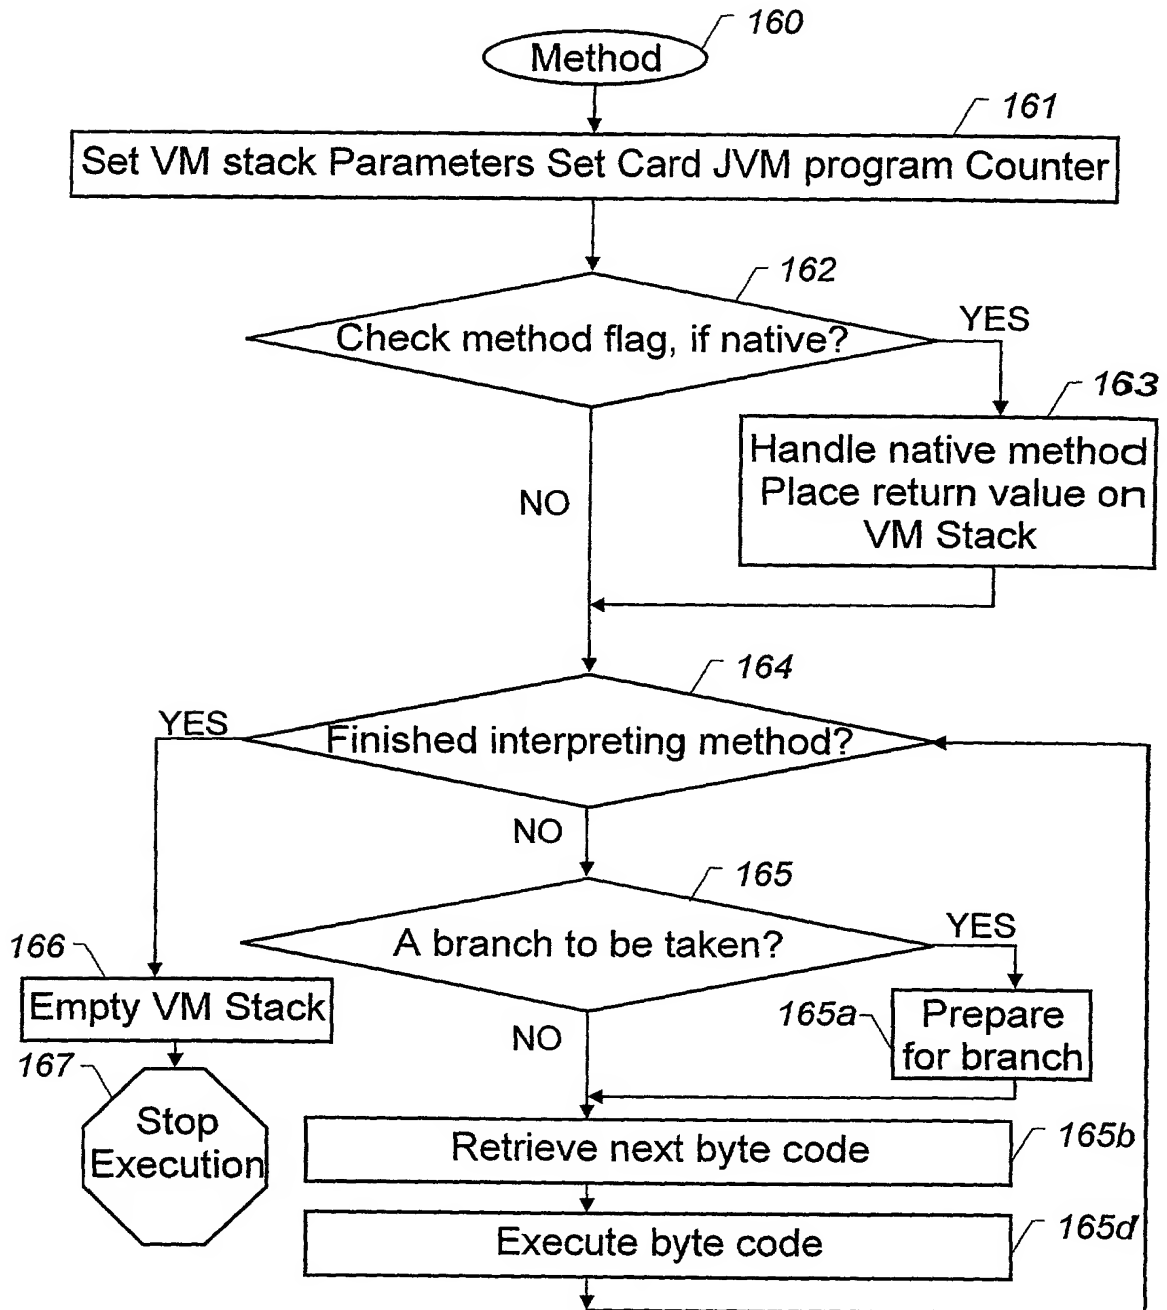 160
Method
161
Set VM stack Parameters Set Card JVM program Counter
162
Check method flag, if native?
YES
163
Handle native method
Place return value on
VM Stack
NO
164
YES
Finished interpreting method?
NO
165
A branch to be taken?
YES
166
Empty VM Stack
165a
Prepare
for branch
NO
167
Stop
Execution
165b
Retrieve next byte code
165d
Execute byte code